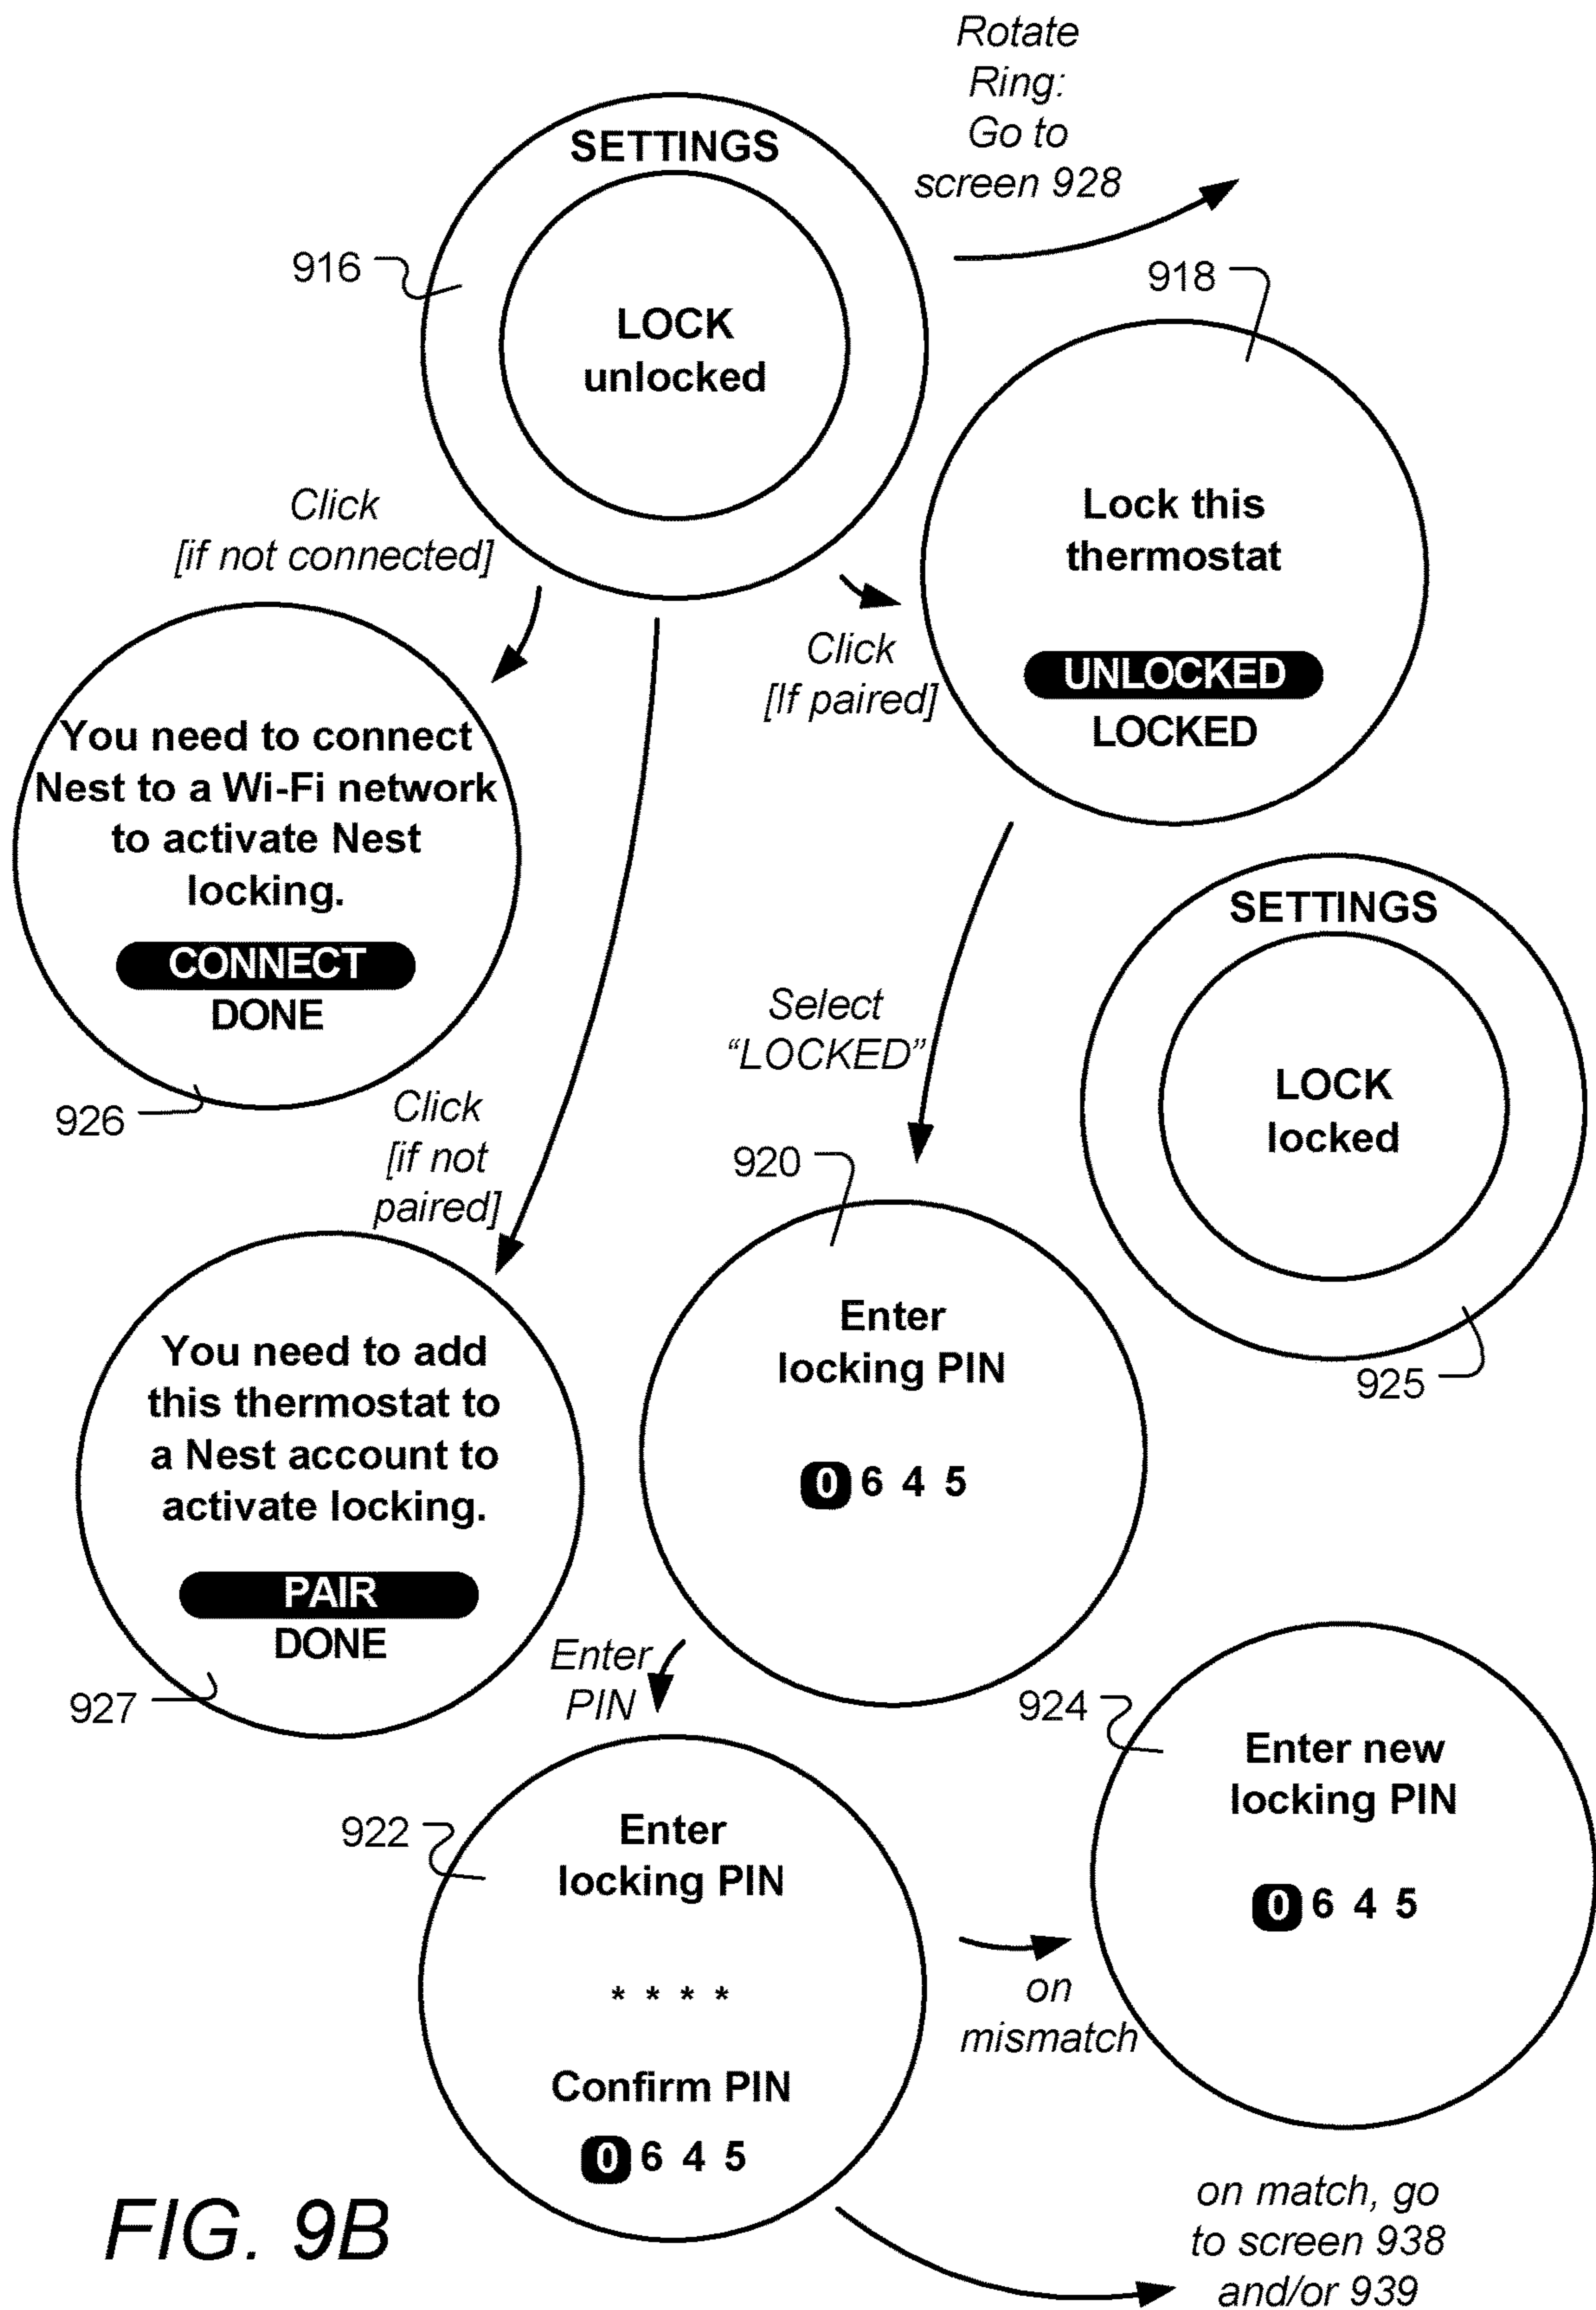 Rotate
Ring:
Go to
screen 928
SETTINGS
916
LOCK
unlocked
918
Click
[if not connected]
Lock this
thermostat
Click
[If paired]
UNLOCKED
LOCKED
You need to connect
Nest to a Wi-Fi network
to activate Nest
locking.
CONNECT
DONE
926
SETTINGS
LOCK
locked
925
Select
“LOCKED”
Click
[if not
paired]
920
Enter
locking PIN
0 6 4 5
You need to add
this thermostat to
a Nest account to
activate locking.
PAIR
DONE
927
Enter
PIN
924
Enter new
locking PIN
0 6 4 5
922
Enter
locking PIN
* * * *
Confirm PIN
0 6 4 5
on
mismatch
on match, go
to screen 938
and/or 939
FIG. 9B